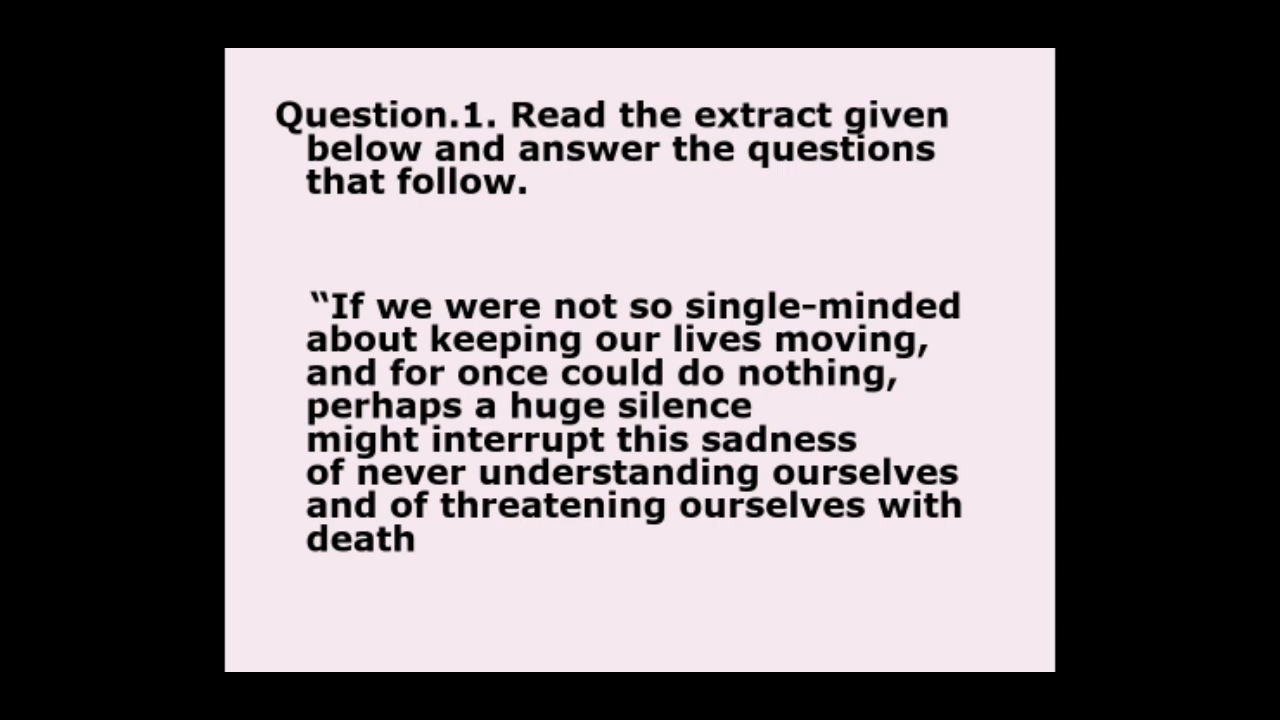 Question.1. Read the extract given
below and answer the questions
that follow.
“If we were not so single-minded
about keeping our lives moving,
and for once could do nothing,
perhaps a huge silence
might interrupt this sadness
of never understanding ourselves
and of threatening ourselves with
death